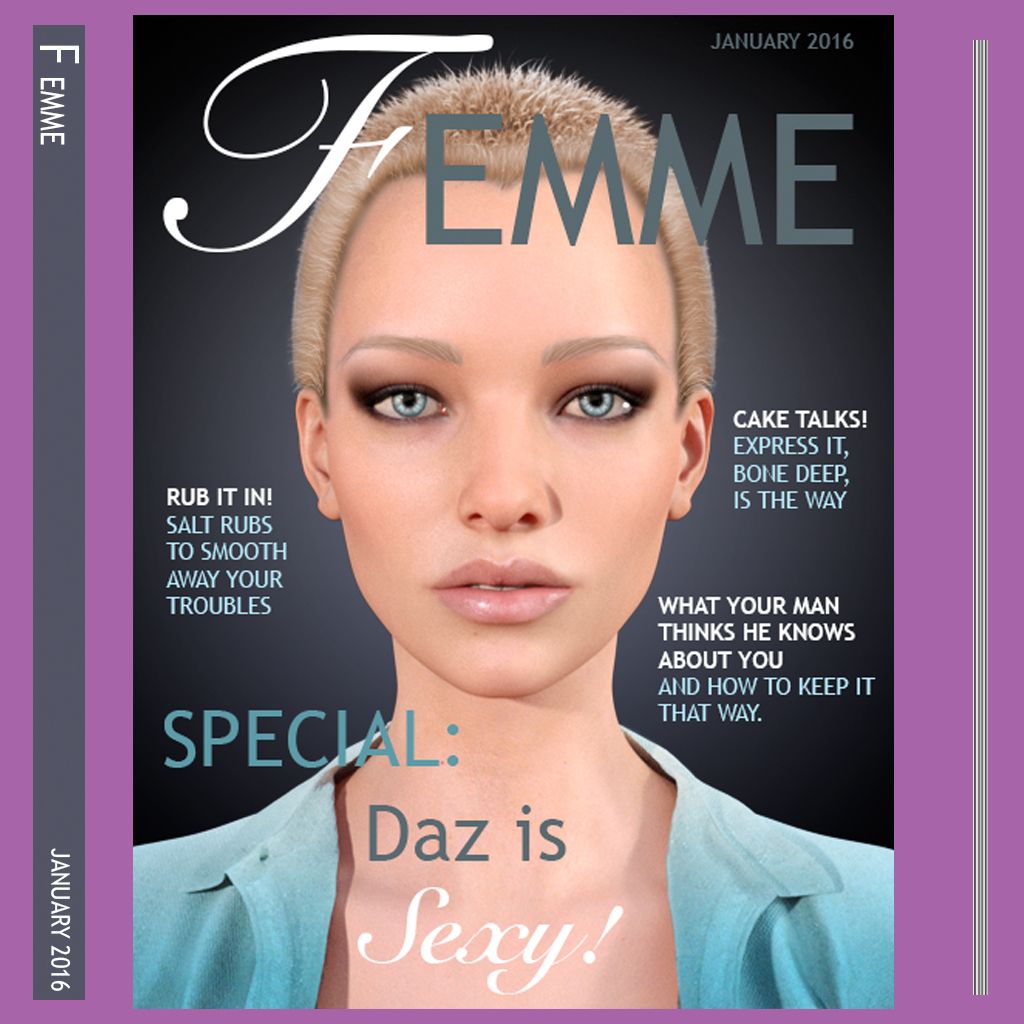 FEMME
JANUARY 2016
JANUARY 2016
FEMME
CAKE TALKS!
EXPRESS IT,
BONE DEEP,
IS THE WAY
RUB IT IN!
SALT RUBS
TO SMOOTH
AWAY YOUR
TROUBLES
WHAT YOUR MAN
THINKS HE KNOWS
ABOUT YOU
AND HOW TO KEEP IT
THAT WAY.
SPECIAL:
Daz is
Sexy!